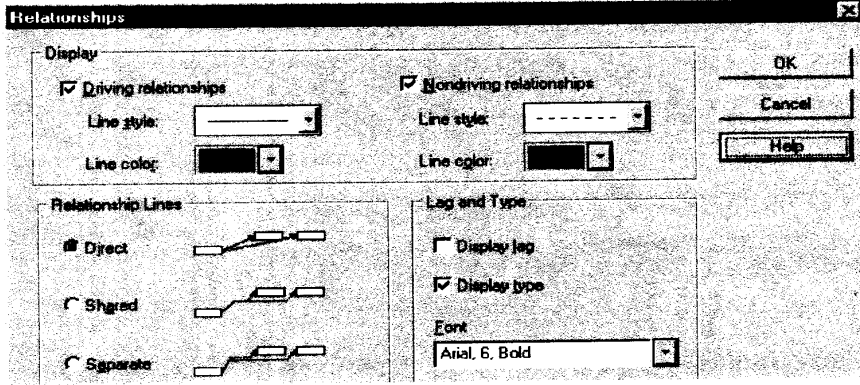 Relationships
Display
Driving relationships
Line style:
Line color:
Nondriving relationships
Line style:
Line color:
OK
Cancel
Help
Relationship Lines
Direct
Shared
Separate
Lag and Type
Display lag
Display type
Font
Arial, 6, Bold